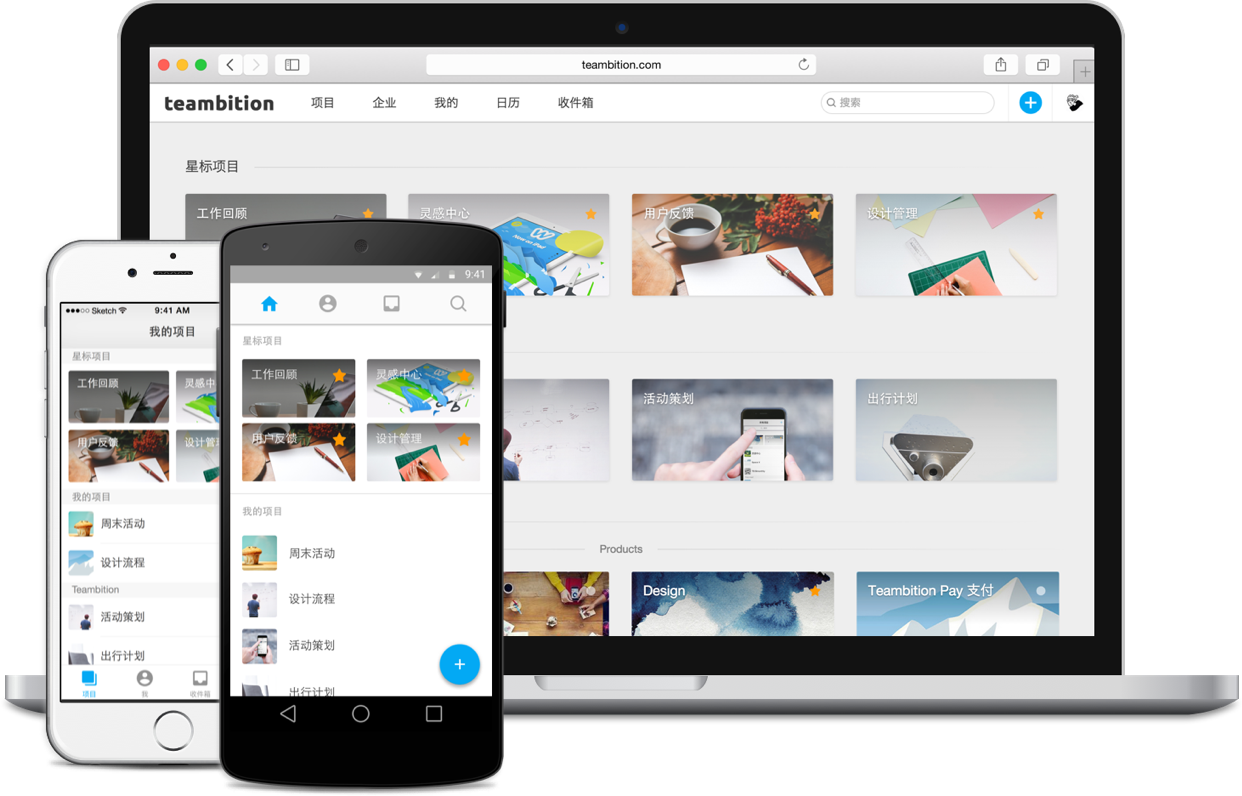 teambition.com
teambition 项目 企业 我的 日历 收件箱 搜索
星标项目
工作回顾 灵感中心 用户反馈 设计管理
活动策划 出行计划
Products
Design Teambition Pay 支付
Sketch 9:41 AM
我的项目
星标项目
工作回顾 灵感中
用户反馈 设计管理
我的项目
周末活动
设计流程
Teambition
活动策划
出行计划
项目 我 收件箱
9:41
星标项目
工作回顾 灵感中心
用户反馈 设计管理
我的项目
周末活动
设计流程
活动策划
出行计划